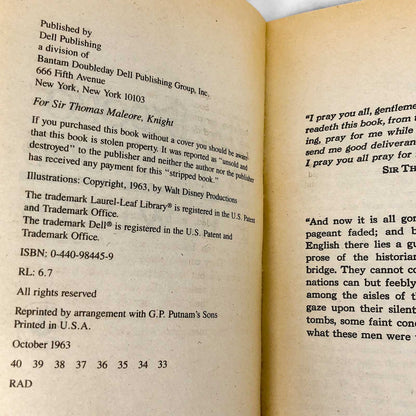 Published by
Dell Publishing
a division of
Bantam Doubleday Dell Publishing Group, Inc.
666 Fifth Avenue
New York, New York 10103
For Sir Thomas Maleore, Knight
If you purchased this book without a cover you should be aware
that this book is stolen property. It was reported as "unsold and
destroyed" to the publisher and neither the author nor the publisher
has received any payment for this "stripped book."
Illustrations: Copyright, 1963, by Walt Disney Productions
The trademark Laurel-Leaf Library® is registered in the U.S. Patent
and Trademark Office.
The trademark Dell® is registered in the U.S. Patent and
Trademark Office.
ISBN: 0-440-98445-9
RL: 6.7
All rights reserved
Reprinted by arrangement with G.P. Putnam's Sons
Printed in U.S.A.
October 1963
40 39 38 37 36 35 34 33
RAD
"I pray you all, gentleme
readeth this book, from t
ing, pray for me while
send me good deliveran
I pray you all pray for
SIR TH
"And now it is all gon
pageant faded; and b
English there lies a gu
prose of the historian
bridge. They cannot c
nations can but feebly
among the aisles of t
gaze upon their silent
tombs, some faint conc
what these men were